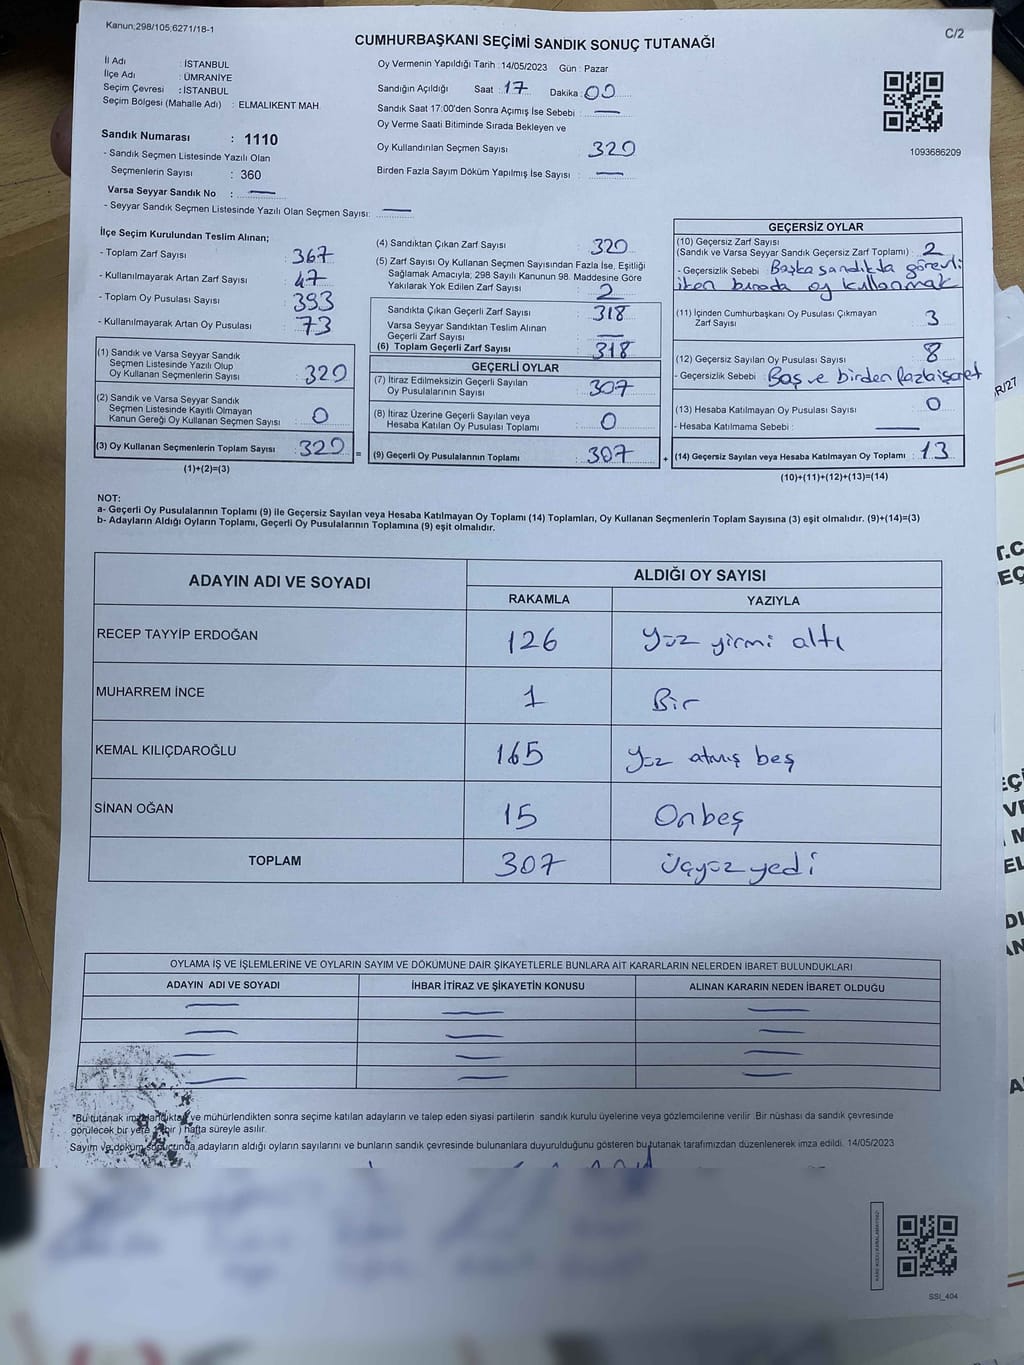 Kanun:298/105,6271/18-1
C/2
CUMHURBAŞKANI SEÇİMİ SANDIK SONUÇ TUTANAĞI
İl Adı : İSTANBUL
İlçe Adı : ÜMRANİYE
Seçim Çevresi : İSTANBUL
Seçim Bölgesi (Mahalle Adı) : ELMALIKENT MAH.
Sandık Numarası : 1110
- Sandık Seçmen Listesinde Yazılı Olan
Seçmenlerin Sayısı : 360
Varsa Seyyar Sandık No : —
- Seyyar Sandık Seçmen Listesinde Yazılı Olan Seçmen Sayısı: —
Oy Vermenin Yapıldığı Tarih : 14/05/2023 Gün : Pazar
Sandığın Açıldığı Saat : 17 Dakika : 00
Sandık Saat 17:00'den Sonra Açımış İse Sebebi : —
Oy Verme Saati Bitiminde Sırada Bekleyen ve
Oy Kullandırılan Seçmen Sayısı : 320
Birden Fazla Sayım Döküm Yapılmış İse Sayısı : —
1093686209
İlçe Seçim Kurulundan Teslim Alınan;
- Toplam Zarf Sayısı : 367
- Kullanılmayarak Artan Zarf Sayısı : 47
- Toplam Oy Pusulası Sayısı : 393
- Kullanılmayarak Artan Oy Pusulası : 73
(1) Sandık ve Varsa Seyyar Sandık
Seçmen Listesinde Yazılı Olup
Oy Kullanan Seçmenlerin Sayısı : 320
(2) Sandık ve Varsa Seyyar Sandık
Seçmen Listesinde Kayıtlı Olmayan
Kanun Gereği Oy Kullanan Seçmen Sayısı : 0
(3) Oy Kullanan Seçmenlerin Toplam Sayısı : 320 =
(1)+(2)=(3)
(4) Sandıktan Çıkan Zarf Sayısı : 320
(5) Zarf Sayısı Oy Kullanan Seçmen Sayısından Fazla İse, Eşitliği
Sağlamak Amacıyla; 298 Sayılı Kanunun 98. Maddesine Göre
Yakılarak Yok Edilen Zarf Sayısı : 2
Sandıkta Çıkan Geçerli Zarf Sayısı : 318
Varsa Seyyar Sandıktan Teslim Alınan
Geçerli Zarf Sayısı : —
(6) Toplam Geçerli Zarf Sayısı : 318
GEÇERLİ OYLAR
(7) İtiraz Edilmeksizin Geçerli Sayılan
Oy Pusulalarının Sayısı : 307
(8) İtiraz Üzerine Geçerli Sayılan veya
Hesaba Katılan Oy Pusulası Toplamı : 0
(9) Geçerli Oy Pusulalarının Toplamı : 307 +
GEÇERSİZ OYLAR
(10) Geçersiz Zarf Sayısı
(Sandık ve Varsa Seyyar Sandık Geçersiz Zarf Toplamı) : 2
- Geçersizlik Sebebi : Başka sandıkta görevli
iken burada oy kullanmak
(11) İçinden Cumhurbaşkanı Oy Pusulası Çıkmayan
Zarf Sayısı : 3
(12) Geçersiz Sayılan Oy Pusulası Sayısı : 8
- Geçersizlik Sebebi : Boş ve birden fazla işaret
(13) Hesaba Katılmayan Oy Pusulası Sayısı : 0
- Hesaba Katılmama Sebebi : —
(14) Geçersiz Sayılan veya Hesaba Katılmayan Oy Toplamı : 13
(10)+(11)+(12)+(13)=(14)
NOT:
a- Geçerli Oy Pusulalarının Toplamı (9) ile Geçersiz Sayılan veya Hesaba Katılmayan Oy Toplamı (14) Toplamları, Oy Kullanan Seçmenlerin Toplam Sayısına (3) eşit olmalıdır. (9)+(14)=(3)
b- Adayların Aldığı Oyların Toplamı, Geçerli Oy Pusulalarının Toplamına (9) eşit olmalıdır.
ADAYIN ADI VE SOYADI
ALDIĞI OY SAYISI
RAKAMLA YAZIYLA
RECEP TAYYİP ERDOĞAN 126 Yüz yirmi altı
MUHARREM İNCE 1 Bir
KEMAL KILIÇDAROĞLU 165 Yüz atmış beş
SİNAN OĞAN 15 Onbeş
TOPLAM 307 Üçyüz yedi
OYLAMA İŞ VE İŞLEMLERİNE VE OYLARIN SAYIM VE DÖKÜMÜNE DAİR ŞİKAYETLERLE BUNLARA AİT KARARLARIN NELERDEN İBARET BULUNDUKLARI
ADAYIN ADI VE SOYADI İHBAR İTİRAZ VE ŞİKAYETİN KONUSU ALINAN KARARIN NEDEN İBARET OLDUĞU
— — —
— — —
— — —
— — —
*Bu tutanak ve mühürlendikten sonra seçime katılan adayların ve talep eden siyasi partilerin sandık kurulu üyelerine veya gözlemcilerine verilir. Bir nüshası da sandık çevresinde
görülecek bir yere hafta süreyle asılır.
Sayım ve döküm sonucunda adayların aldığı oyların sayılarını ve bunların sandık çevresinde bulunanlara duyurulduğunu gösteren bu tutanak tarafımızdan düzenlenerek imza edildi. 14/05/2023
SSİ_404